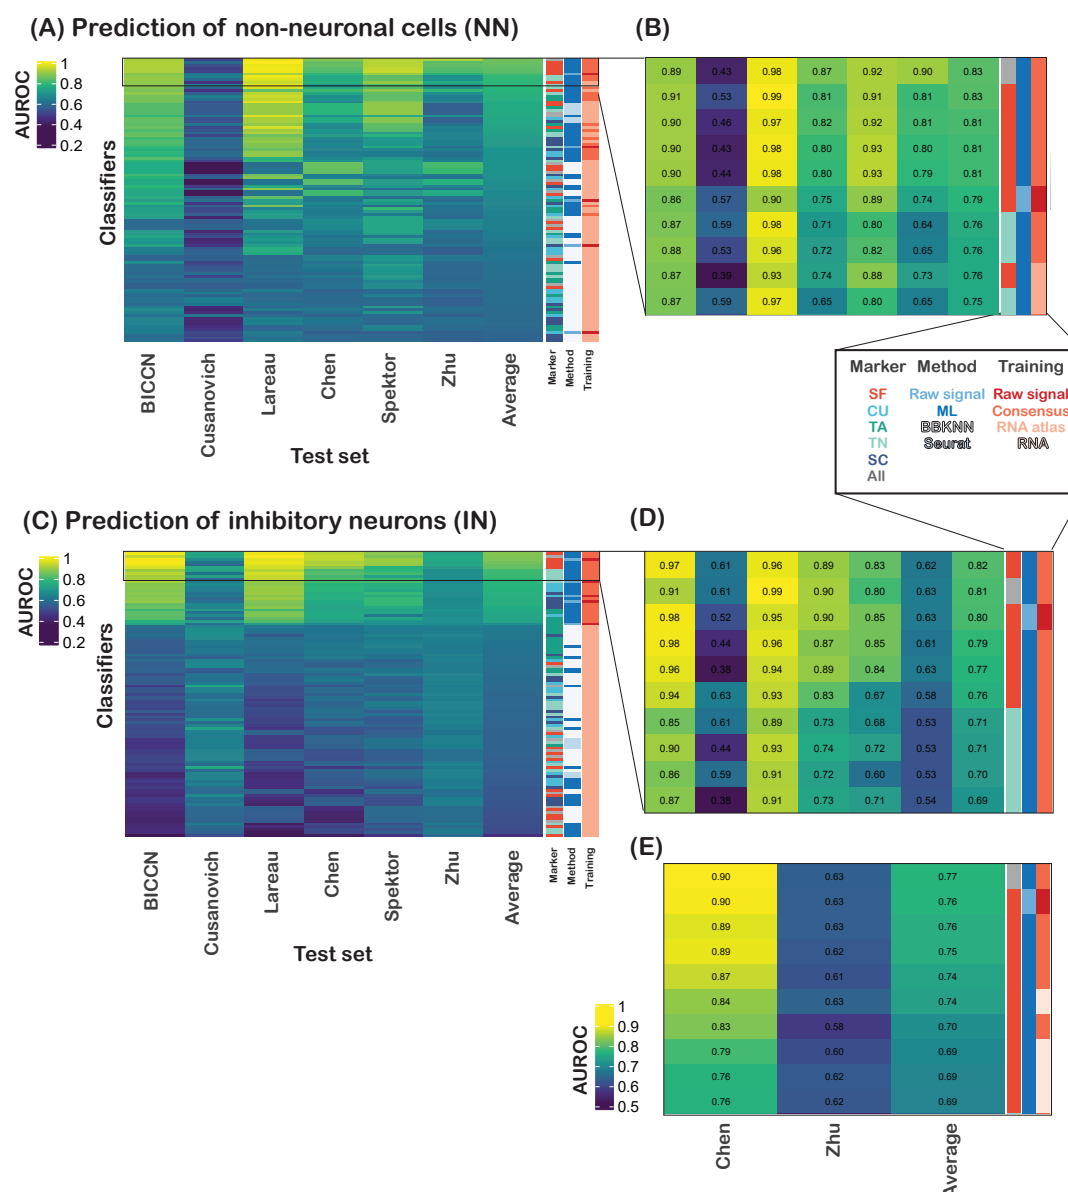 (A) Prediction of non-neuronal cells (NN)
(B)
AUROC
1
0.8
0.6
0.4
0.2
Classifiers
BICCN
Cusanovich
Lareau
Chen
Spektor
Zhu
Average
Marker
Method
Training
Test set
0.89 0.43 0.98 0.87 0.92 0.90 0.83
0.91 0.53 0.99 0.81 0.91 0.81 0.83
0.90 0.46 0.97 0.82 0.92 0.81 0.81
0.90 0.43 0.98 0.80 0.93 0.80 0.81
0.90 0.44 0.98 0.80 0.93 0.79 0.81
0.86 0.57 0.90 0.75 0.89 0.74 0.79
0.87 0.59 0.98 0.71 0.80 0.64 0.76
0.88 0.53 0.96 0.72 0.82 0.65 0.76
0.87 0.39 0.93 0.74 0.88 0.73 0.76
0.87 0.59 0.97 0.65 0.80 0.65 0.75
Marker Method Training
SF Raw signal Raw signal
CU ML Consensus
TA BBKNN RNA atlas
TN Seurat RNA
SC
All
(C) Prediction of inhibitory neurons (IN)
(D)
AUROC
1
0.8
0.6
0.4
0.2
Classifiers
BICCN
Cusanovich
Lareau
Chen
Spektor
Zhu
Average
Marker
Method
Training
Test set
0.97 0.61 0.96 0.89 0.83 0.62 0.82
0.91 0.61 0.99 0.90 0.80 0.63 0.81
0.98 0.52 0.95 0.90 0.85 0.63 0.80
0.98 0.44 0.96 0.87 0.85 0.61 0.79
0.96 0.38 0.94 0.89 0.84 0.63 0.77
0.94 0.63 0.93 0.83 0.67 0.58 0.76
0.85 0.61 0.89 0.73 0.68 0.53 0.71
0.90 0.44 0.93 0.74 0.72 0.53 0.71
0.86 0.59 0.91 0.72 0.60 0.53 0.70
0.87 0.38 0.91 0.73 0.71 0.54 0.69
(E)
0.90 0.63 0.77
0.90 0.63 0.76
0.89 0.63 0.76
0.89 0.62 0.75
0.87 0.61 0.74
0.84 0.63 0.74
0.83 0.58 0.70
0.79 0.60 0.69
0.76 0.62 0.69
0.76 0.62 0.69
AUROC
1
0.9
0.8
0.7
0.6
0.5
Chen
Zhu
Average